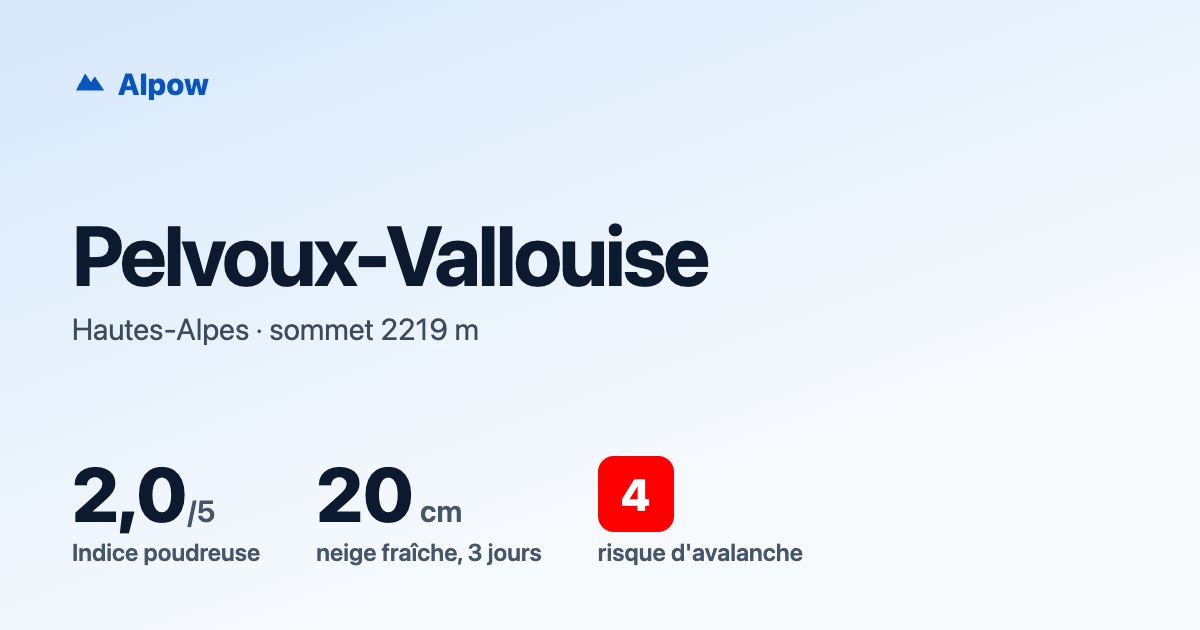 Alpow
Pelvoux-Vallouise
Hautes-Alpes · sommet 2219 m
2,0/5
Indice poudreuse
20 cm
neige fraîche, 3 jours
4
risque d'avalanche